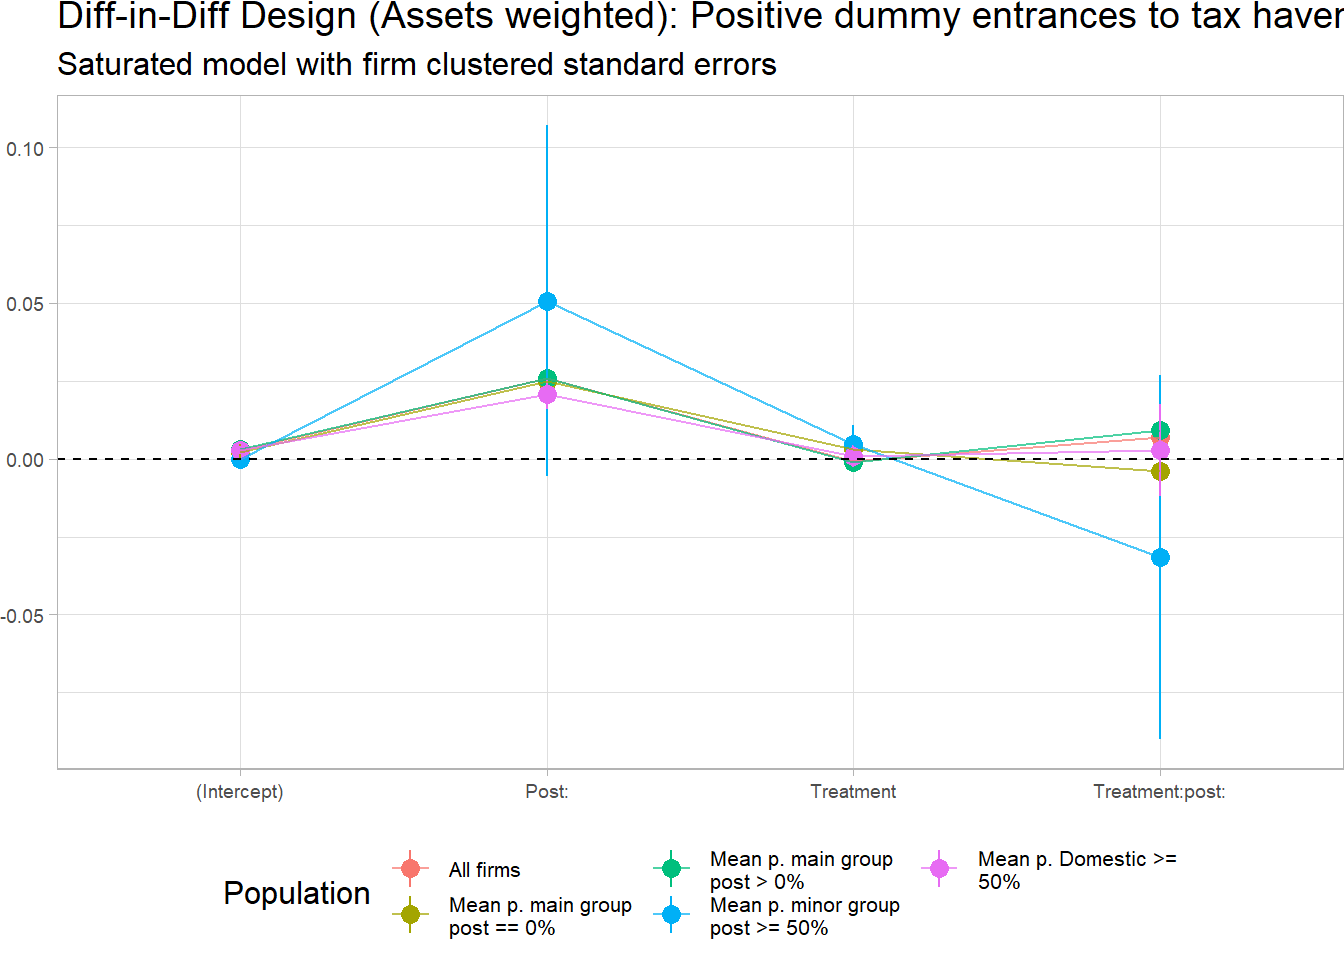 Diff-in-Diff Design (Assets weighted): Positive dummy entrances to tax haven
Saturated model with firm clustered standard errors
0.10
0.05
0.00
-0.05
(Intercept)
Post:
Treatment
Treatment:post:
Population
All firms
Mean p. main group
post == 0%
Mean p. main group
post > 0%
Mean p. minor group
post >= 50%
Mean p. Domestic >=
50%